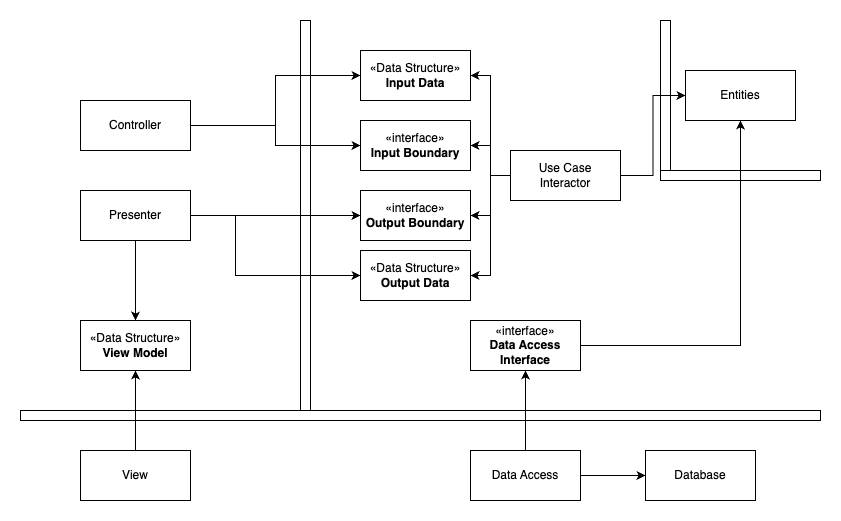 «Data Structure»
Input Data
Entities
Controller
«interface»
Input Boundary
Use Case
Interactor
Presenter
«interface»
Output Boundary
«Data Structure»
Output Data
«Data Structure»
View Model
«interface»
Data Access
Interface
View
Data Access
Database